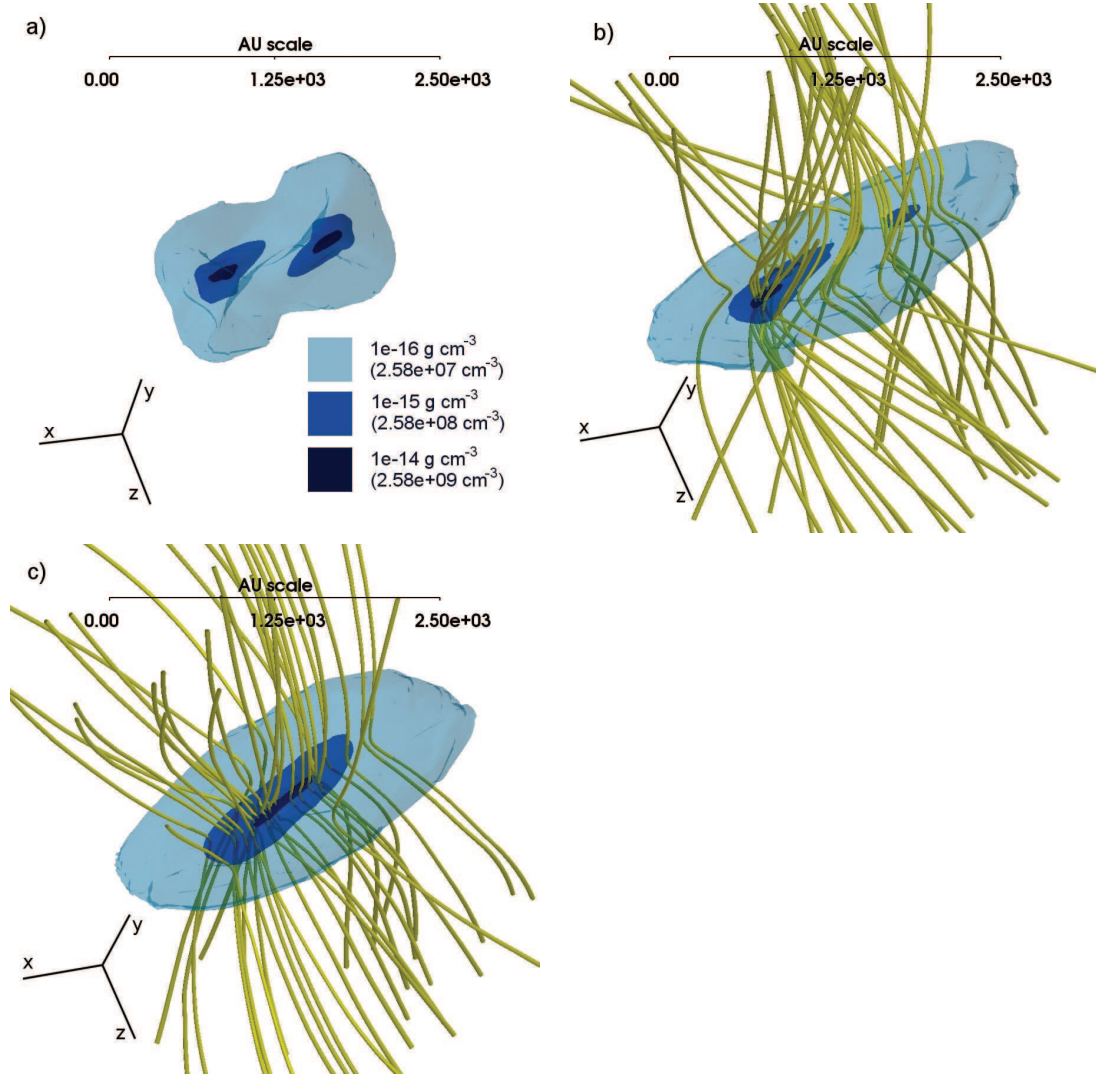 a)
AU scale
0.00 1.25e+03 2.50e+03
y
x
z
1e-16 g cm⁻³
(2.58e+07 cm⁻³)
1e-15 g cm⁻³
(2.58e+08 cm⁻³)
1e-14 g cm⁻³
(2.58e+09 cm⁻³)
b)
AU scale
0.00 1.25e+03 2.50e+03
y
x
z
c)
AU scale
0.00 1.25e+03 2.50e+03
y
x
z